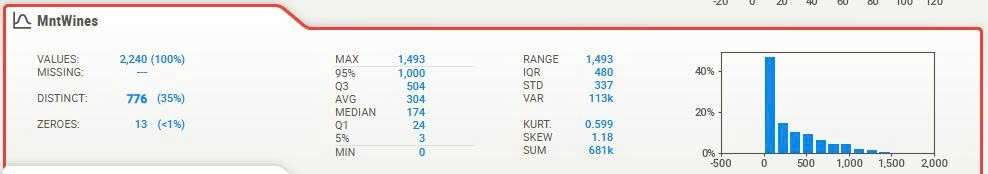 -20 0 20 40 60 80 100 120
MntWines
VALUES: 2,240 (100%)
MISSING: ---
DISTINCT: 776 (35%)
ZEROES: 13 (<1%)
MAX 1,493
95% 1,000
Q3 504
AVG 304
MEDIAN 174
Q1 24
5% 3
MIN 0
RANGE 1,493
IQR 480
STD 337
VAR 113k
KURT. 0.599
SKEW 1.18
SUM 681k
40%
20%
0%
-500 0 500 1,000 1,500 2,000